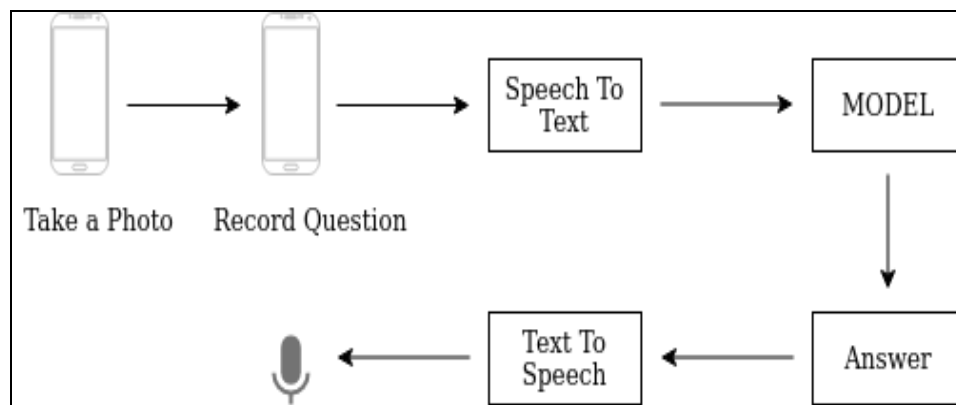 Speech To
Text
MODEL
Take a Photo
Record Question
Text To
Speech
Answer